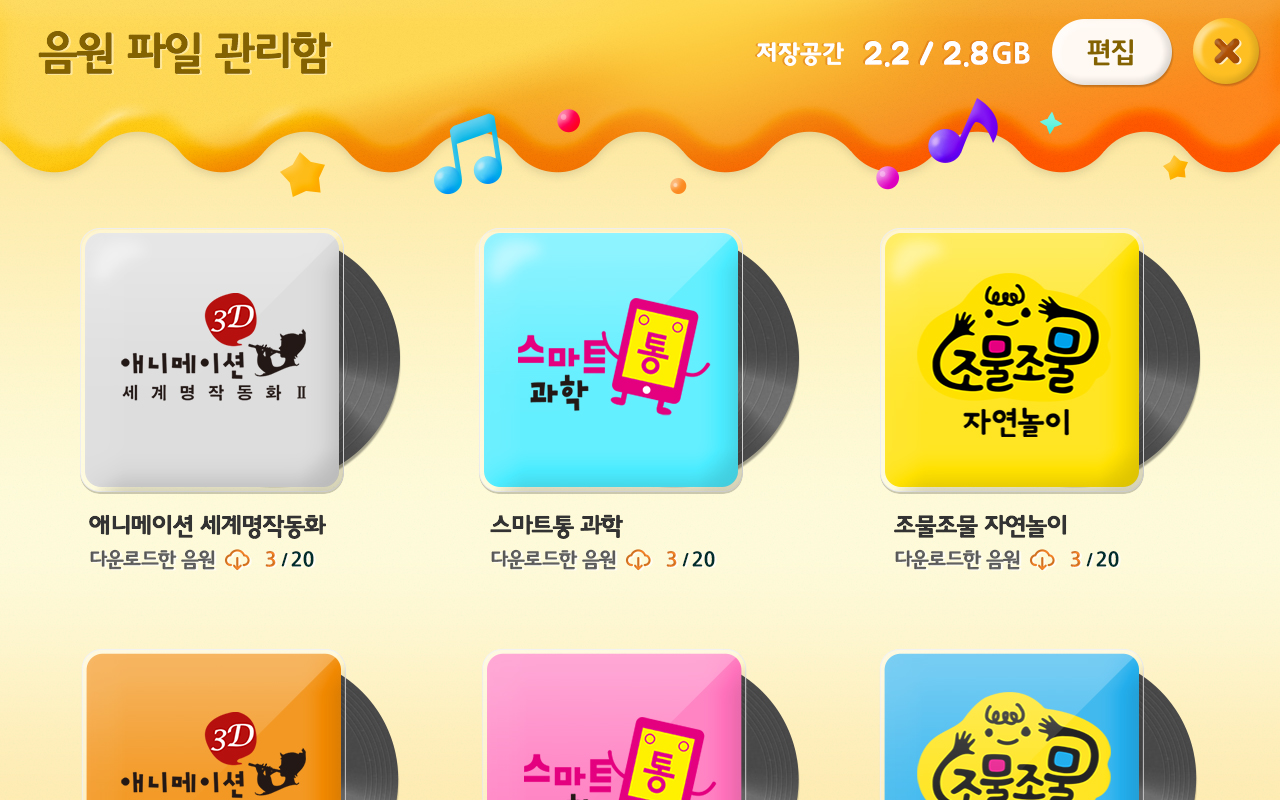 음원 파일 관리함
저장공간 2.2 / 2.8GB
편집
3D
애니메이션
세계명작동화 II
스마트통
과학
조물조물
자연놀이
애니메이션 세계명작동화
다운로드한 음원 3 / 20
스마트통 과학
다운로드한 음원 3 / 20
조물조물 자연놀이
다운로드한 음원 3 / 20
3D
애니메이션
스마트통
조물조물